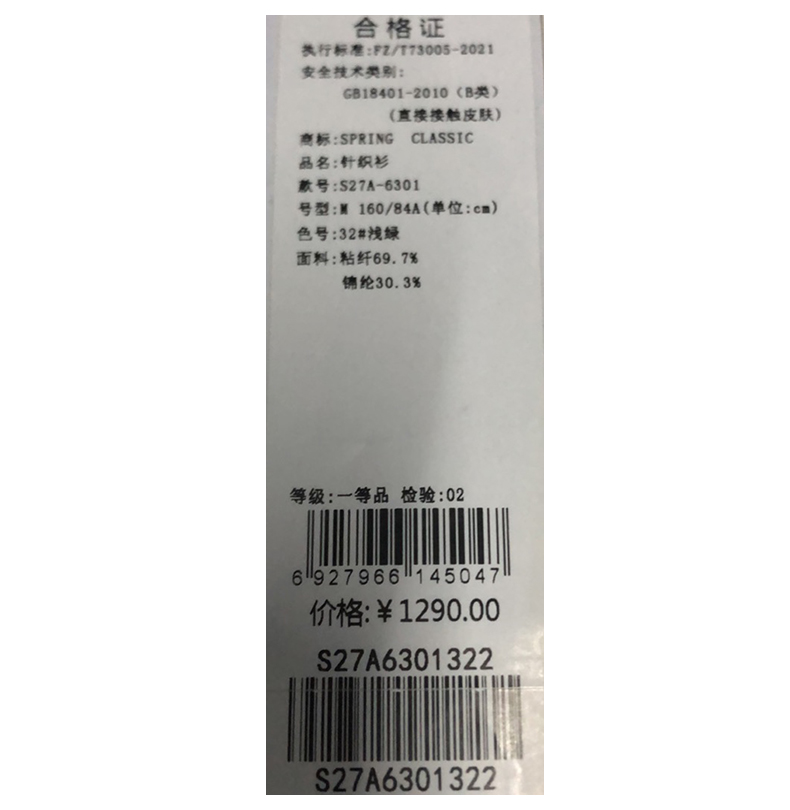 合格证
执行标准:FZ/T73005-2021
安全技术类别:
GB18401-2010（B类）
(直接接触皮肤)
商标:SPRING CLASSIC
品名:针织衫
款号:S27A-6301
号型:M 160/84A(单位:cm)
色号:32#浅绿
面料:粘纤69.7%
锦纶30.3%
等级:一等品 检验:02
6 927966 145047
价格:￥1290.00
S27A6301322
S27A6301322